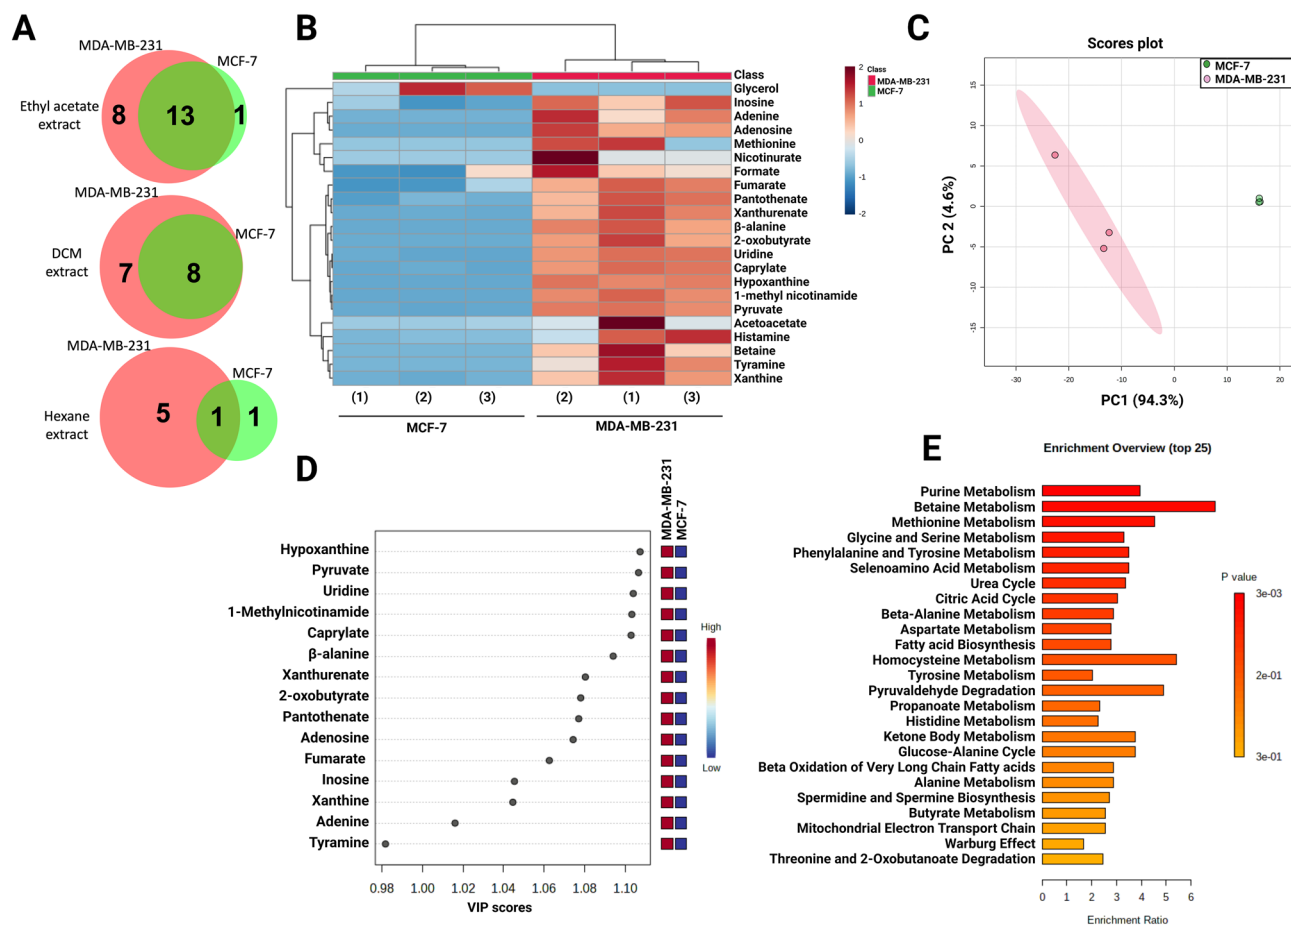 A
MDA-MB-231
MCF-7
Ethyl acetate
extract
8
13
1
MDA-MB-231
MCF-7
DCM
extract
7
8
MDA-MB-231
MCF-7
Hexane
extract
5
1
1
B
Class
Glycerol
Inosine
Adenine
Adenosine
Methionine
Nicotinurate
Formate
Fumarate
Pantothenate
Xanthurenate
β-alanine
2-oxobutyrate
Uridine
Caprylate
Hypoxanthine
1-methyl nicotinamide
Pyruvate
Acetoacetate
Histamine
Betaine
Tyramine
Xanthine
(1)
(2)
(3)
(2)
(1)
(3)
MCF-7
MDA-MB-231
2
1
0
-1
-2
Class
MDA-MB-231
MCF-7
C
Scores plot
MCF-7
MDA-MB-231
PC 2 (4.6%)
15
10
5
0
-5
-10
-15
-30
-20
-10
0
10
20
PC1 (94.3%)
D
MDA-MB-231
MCF-7
Hypoxanthine
Pyruvate
Uridine
1-Methylnicotinamide
Caprylate
β-alanine
Xanthurenate
2-oxobutyrate
Pantothenate
Adenosine
Fumarate
Inosine
Xanthine
Adenine
Tyramine
0.98
1.00
1.02
1.04
1.06
1.08
1.10
VIP scores
High
Low
E
Enrichment Overview (top 25)
Purine Metabolism
Betaine Metabolism
Methionine Metabolism
Glycine and Serine Metabolism
Phenylalanine and Tyrosine Metabolism
Selenoamino Acid Metabolism
Urea Cycle
Citric Acid Cycle
Beta-Alanine Metabolism
Aspartate Metabolism
Fatty acid Biosynthesis
Homocysteine Metabolism
Tyrosine Metabolism
Pyruvaldehyde Degradation
Propanoate Metabolism
Histidine Metabolism
Ketone Body Metabolism
Glucose-Alanine Cycle
Beta Oxidation of Very Long Chain Fatty acids
Alanine Metabolism
Spermidine and Spermine Biosynthesis
Butyrate Metabolism
Mitochondrial Electron Transport Chain
Warburg Effect
Threonine and 2-Oxobutanoate Degradation
0
1
2
3
4
5
6
Enrichment Ratio
P value
3e-03
2e-01
3e-01